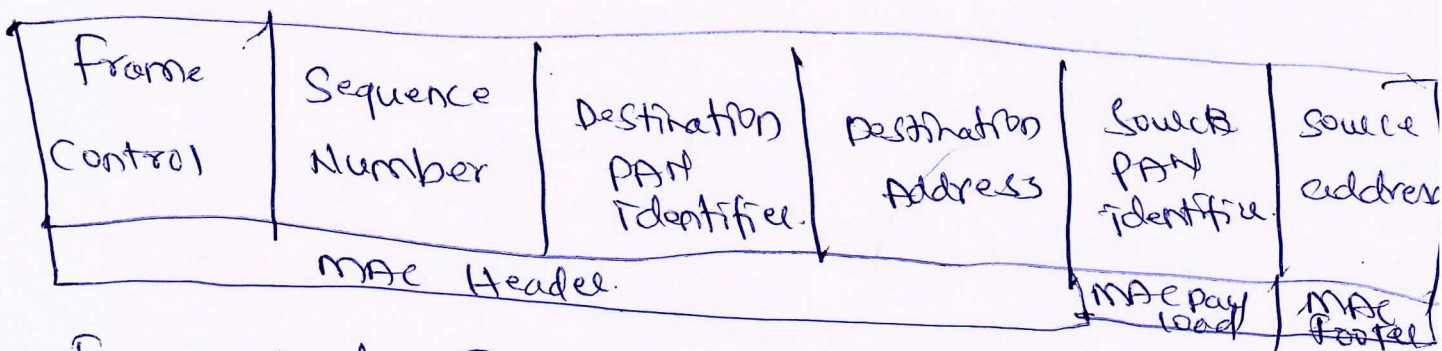 Frame
Control
Sequence
Number
Destination
PAN
identifier.
Destination
Address
Source
PAN
identifier.
Source
address
MAC Header.
MAC pay
load
MAC
Footer